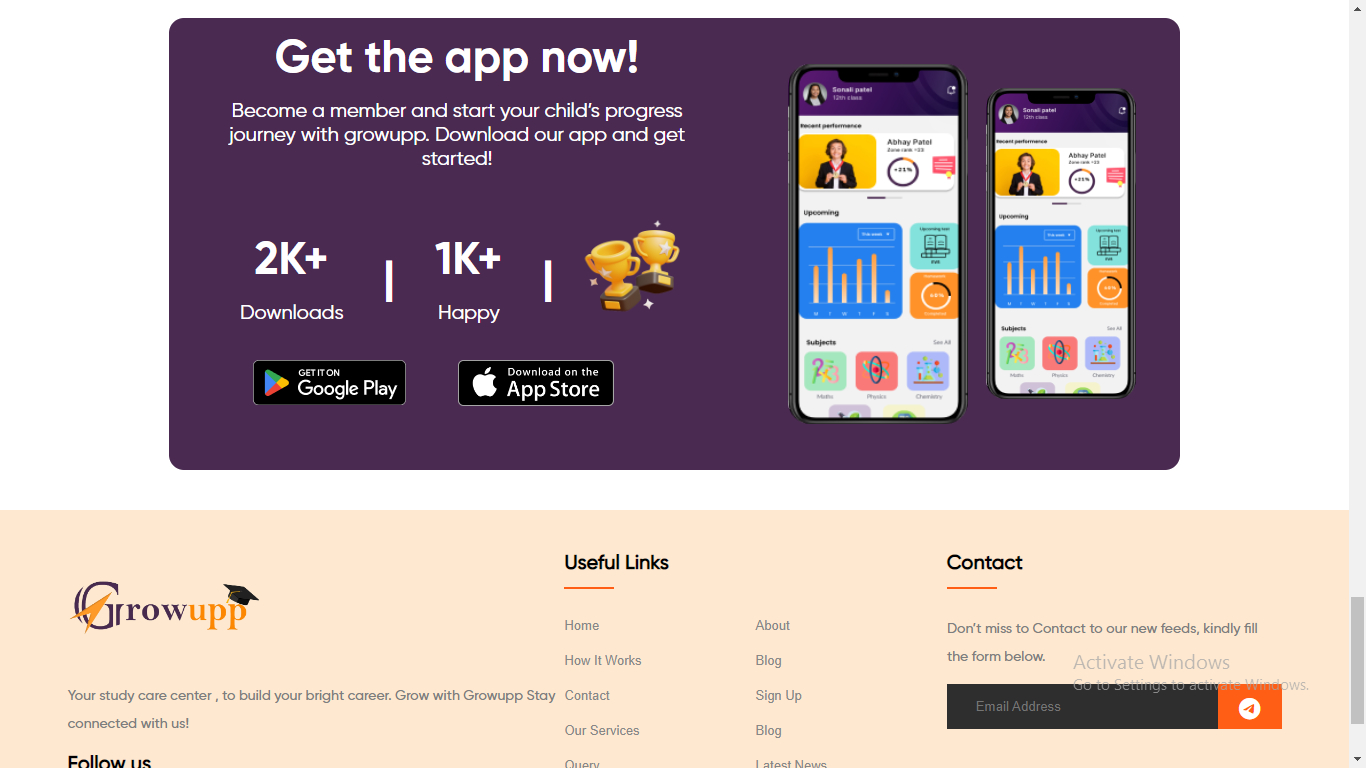 Get the app now!
Become a member and start your child's progress
journey with growupp. Download our app and get
started!
2K+
|
1K+
|
Downloads
Happy
GET IT ON
Google Play
Download on the
App Store
Sonali patel
12th class
Recent performence
Abhay Patel
Zone rank #33
+21%
Upcoming
This week
Upcoming test
M T W T F S
Subjects
See All
Maths
Physics
Chemistry
Sonali patel
12th class
Recent performence
Abhay Patel
+21%
Upcoming
This week
Upcoming test
M T W T F S
Subjects
See All
Maths
Physics
Chemistry
Growupp
Your study care center , to build your bright career. Grow with Growupp Stay
connected with us!
Follow us
Useful Links
Home
About
How It Works
Blog
Contact
Sign Up
Our Services
Blog
Query
Latest News
Contact
Don't miss to Contact to our new feeds, kindly fill
the form below.
Email Address
Activate Windows
Go to Settings to activate Windows.